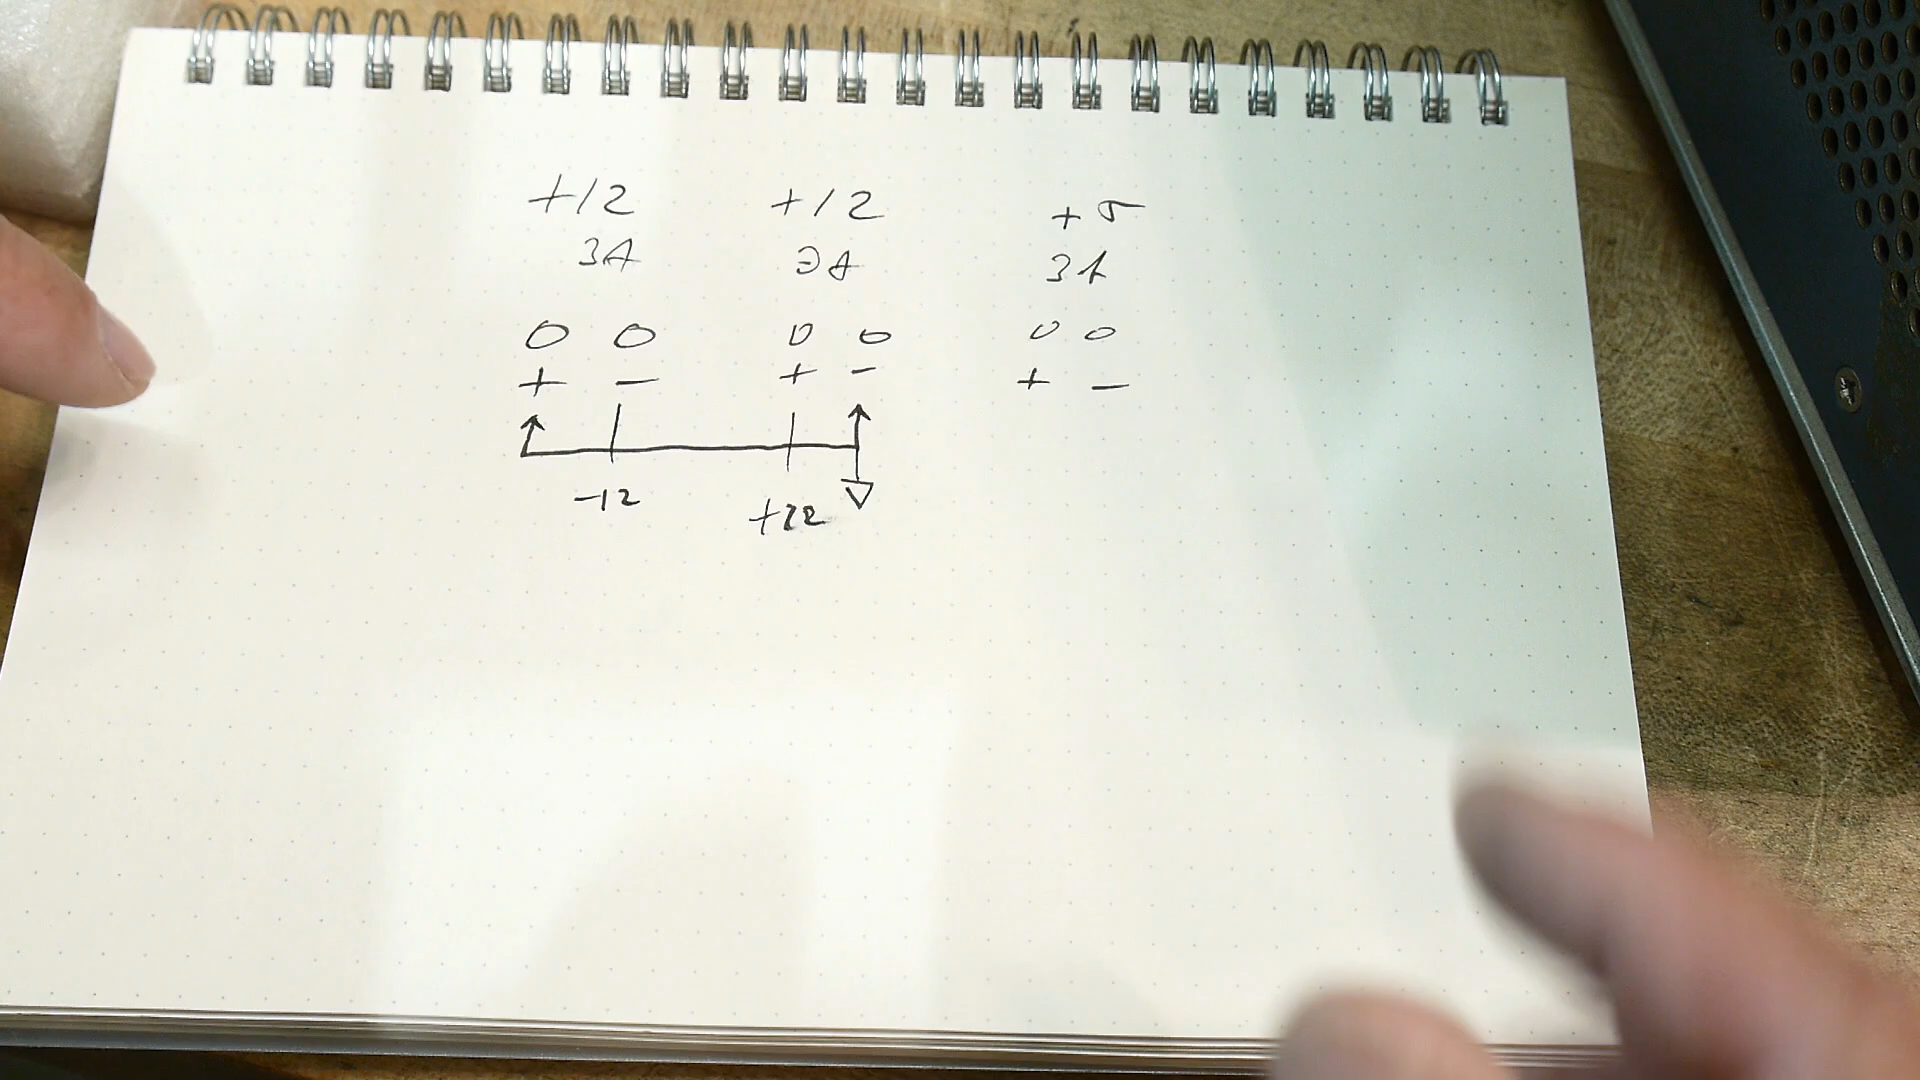 +12 +12 +5
3A 3A 3A
O O O O O O
+ - + - + -
-12 +12